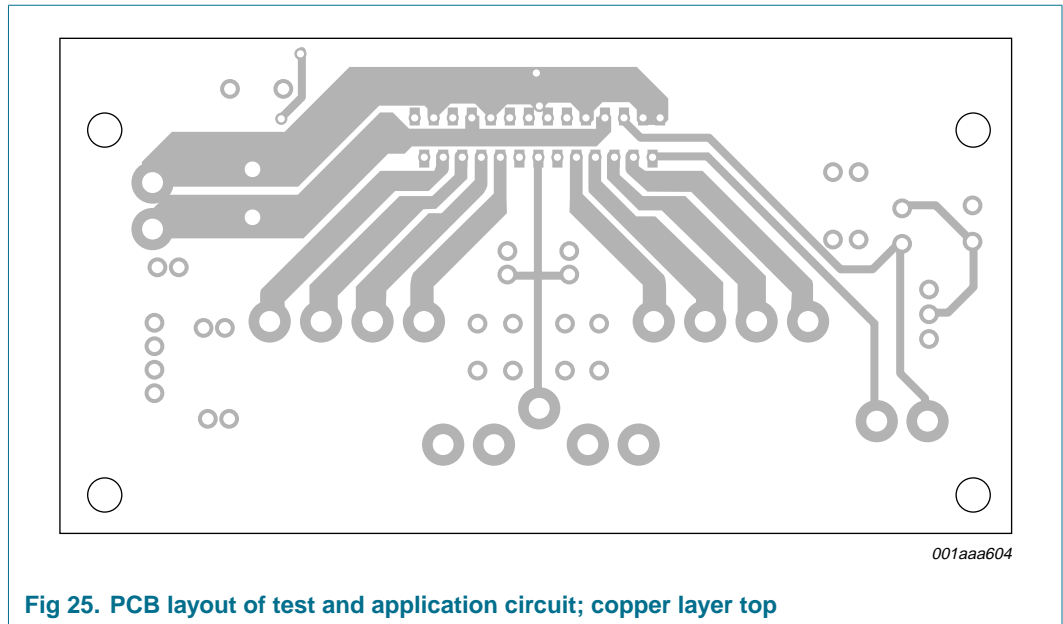 001aaa604
Fig 25. PCB layout of test and application circuit; copper layer top